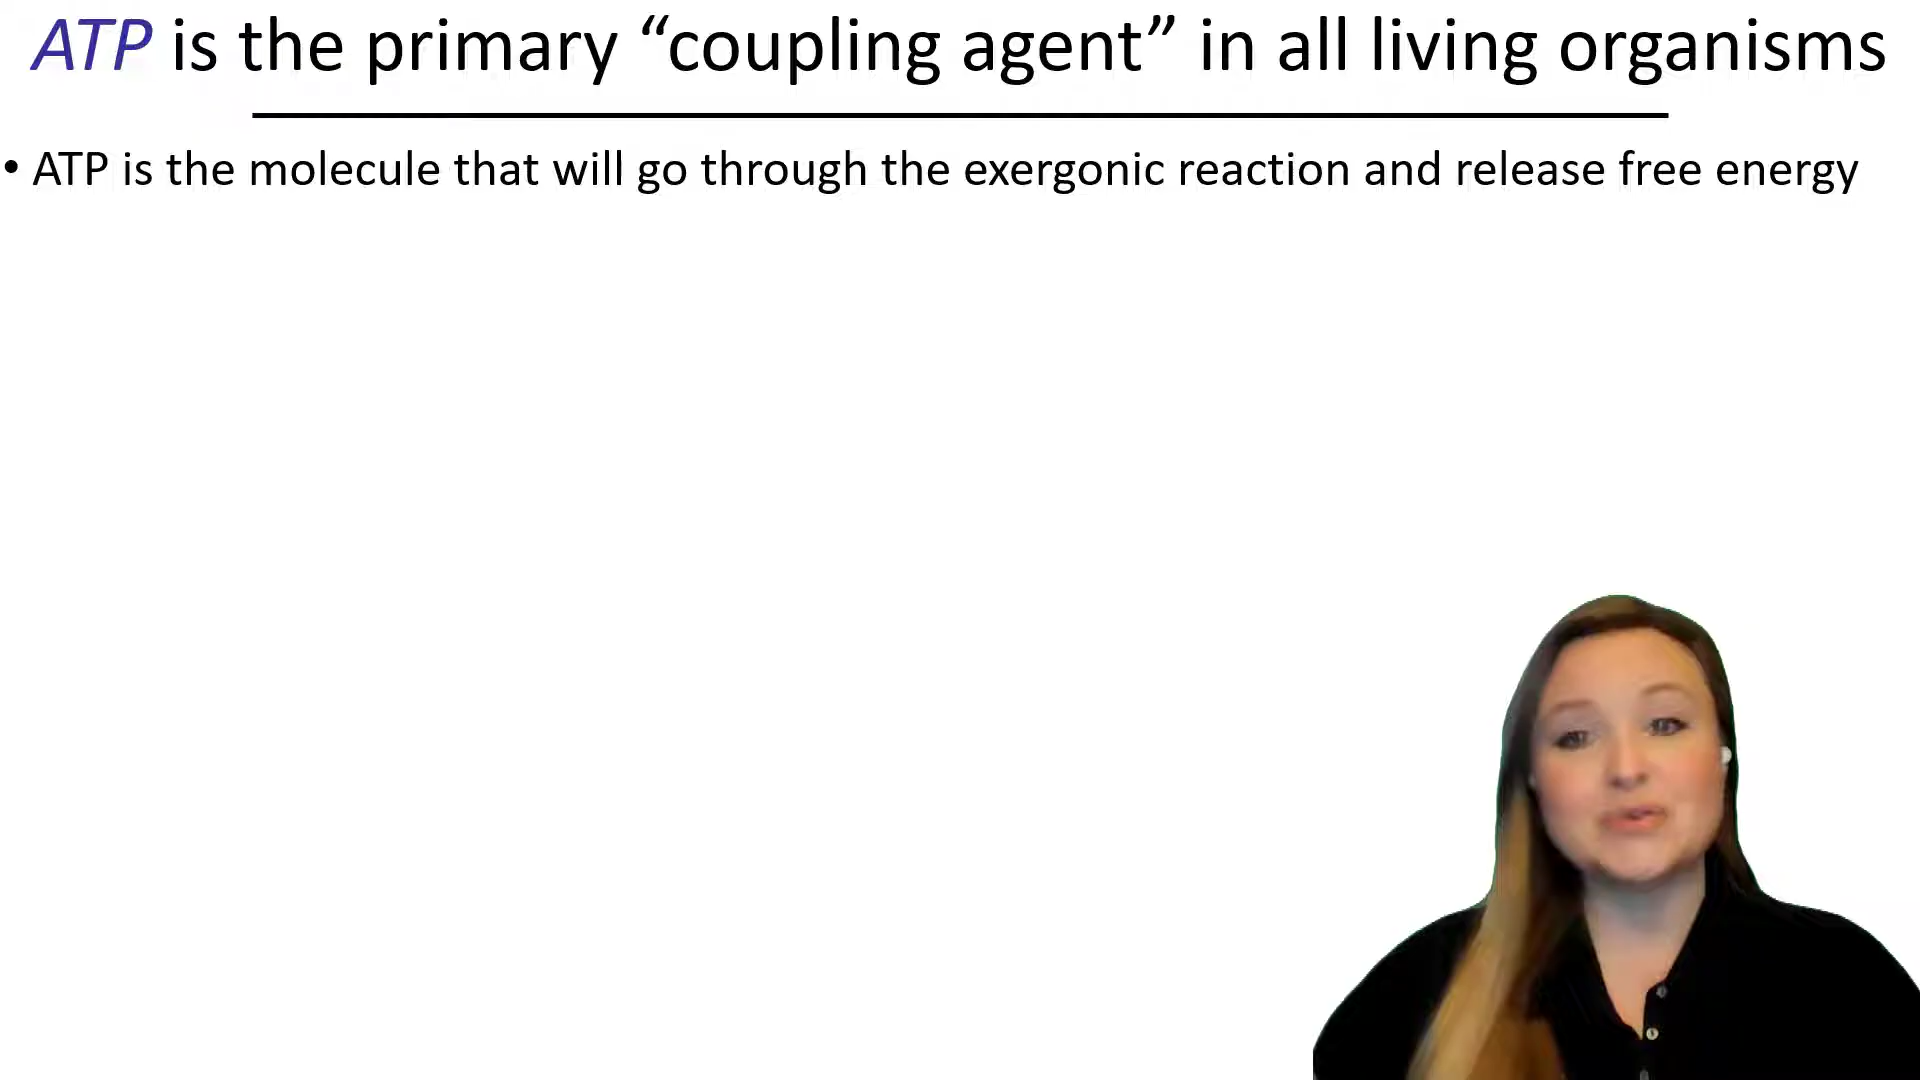 ATP is the primary “coupling agent” in all living organisms
• ATP is the molecule that will go through the exergonic reaction and release free energy